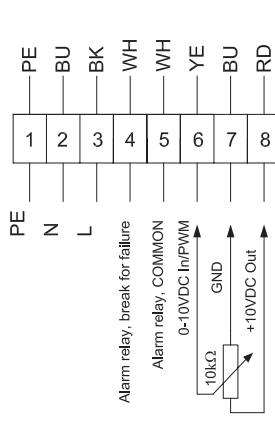 PE
BU
BK
WH
WH
YE
BU
RD
1
2
3
4
5
6
7
8
PE
N
L
Alarm relay, break for failure
Alarm relay, COMMON
0-10VDC In/PWM
GND
+10VDC Out
10kΩ